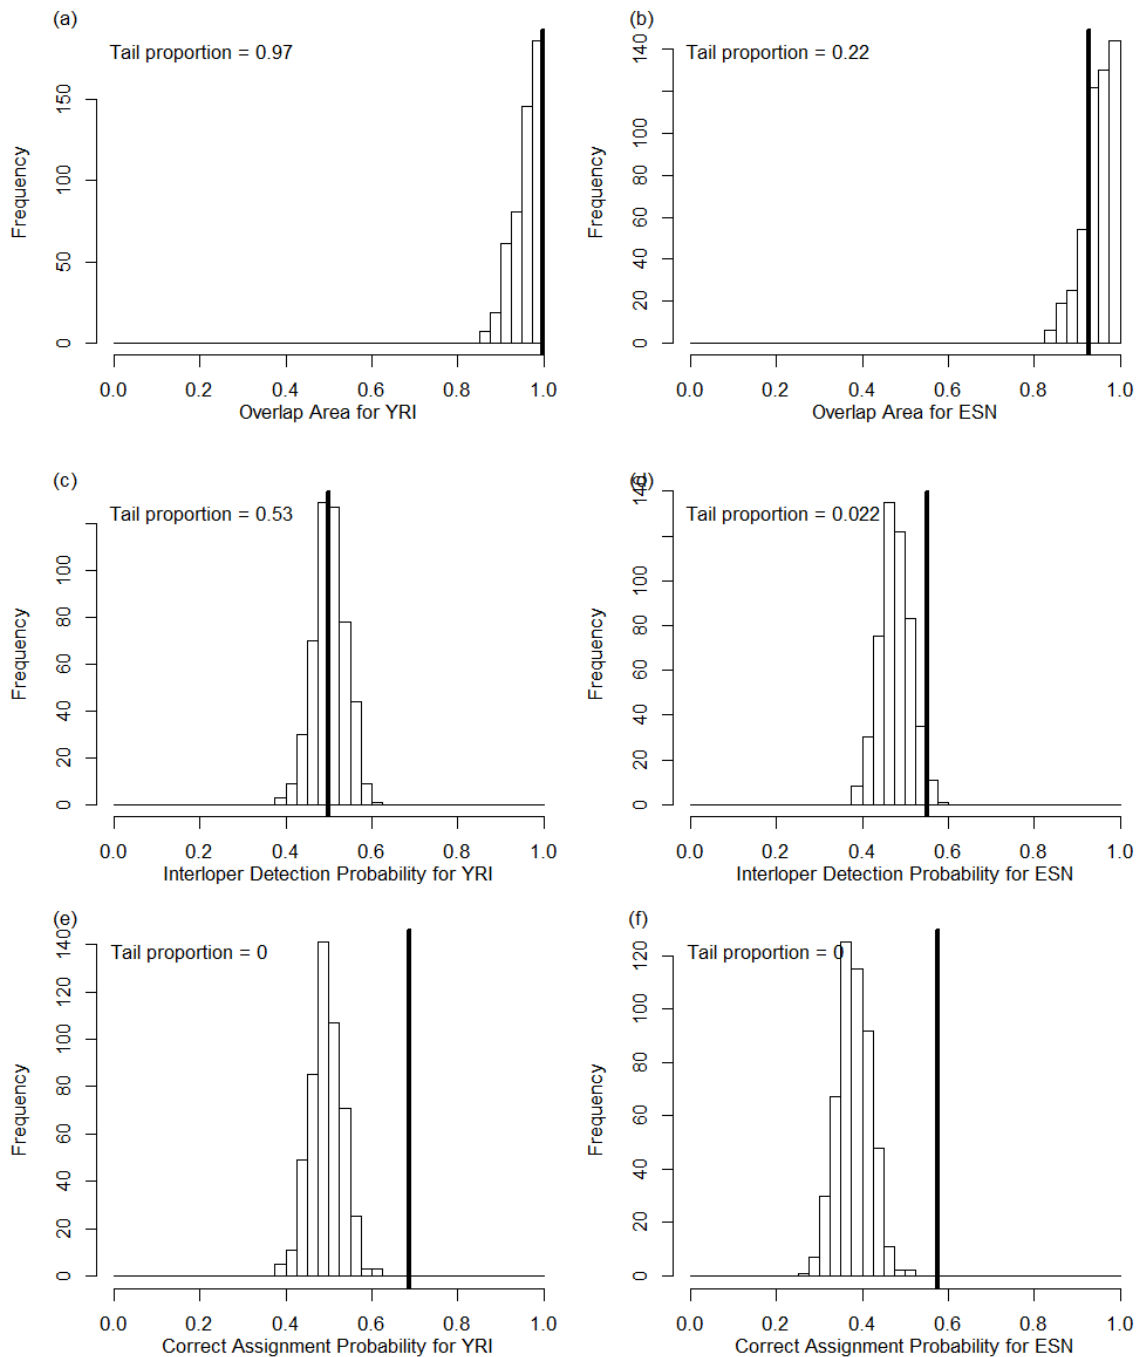 (a)
Tail proportion = 0.97
Frequency
0
50
100
150
0.0 0.2 0.4 0.6 0.8 1.0
Overlap Area for YRI
(b)
Tail proportion = 0.22
Frequency
0
20
40
60
80
100
140
0.0 0.2 0.4 0.6 0.8 1.0
Overlap Area for ESN
(c)
Tail proportion = 0.53
Frequency
0
20
40
60
80
100
0.0 0.2 0.4 0.6 0.8 1.0
Interloper Detection Probability for YRI
(d)
Tail proportion = 0.022
Frequency
0
20
40
60
80
100
140
0.0 0.2 0.4 0.6 0.8 1.0
Interloper Detection Probability for ESN
(e)
Tail proportion = 0
Frequency
0
20
40
60
80
100
120
140
0.0 0.2 0.4 0.6 0.8 1.0
Correct Assignment Probability for YRI
(f)
Tail proportion = 0
Frequency
0
20
40
60
80
100
120
0.0 0.2 0.4 0.6 0.8 1.0
Correct Assignment Probability for ESN